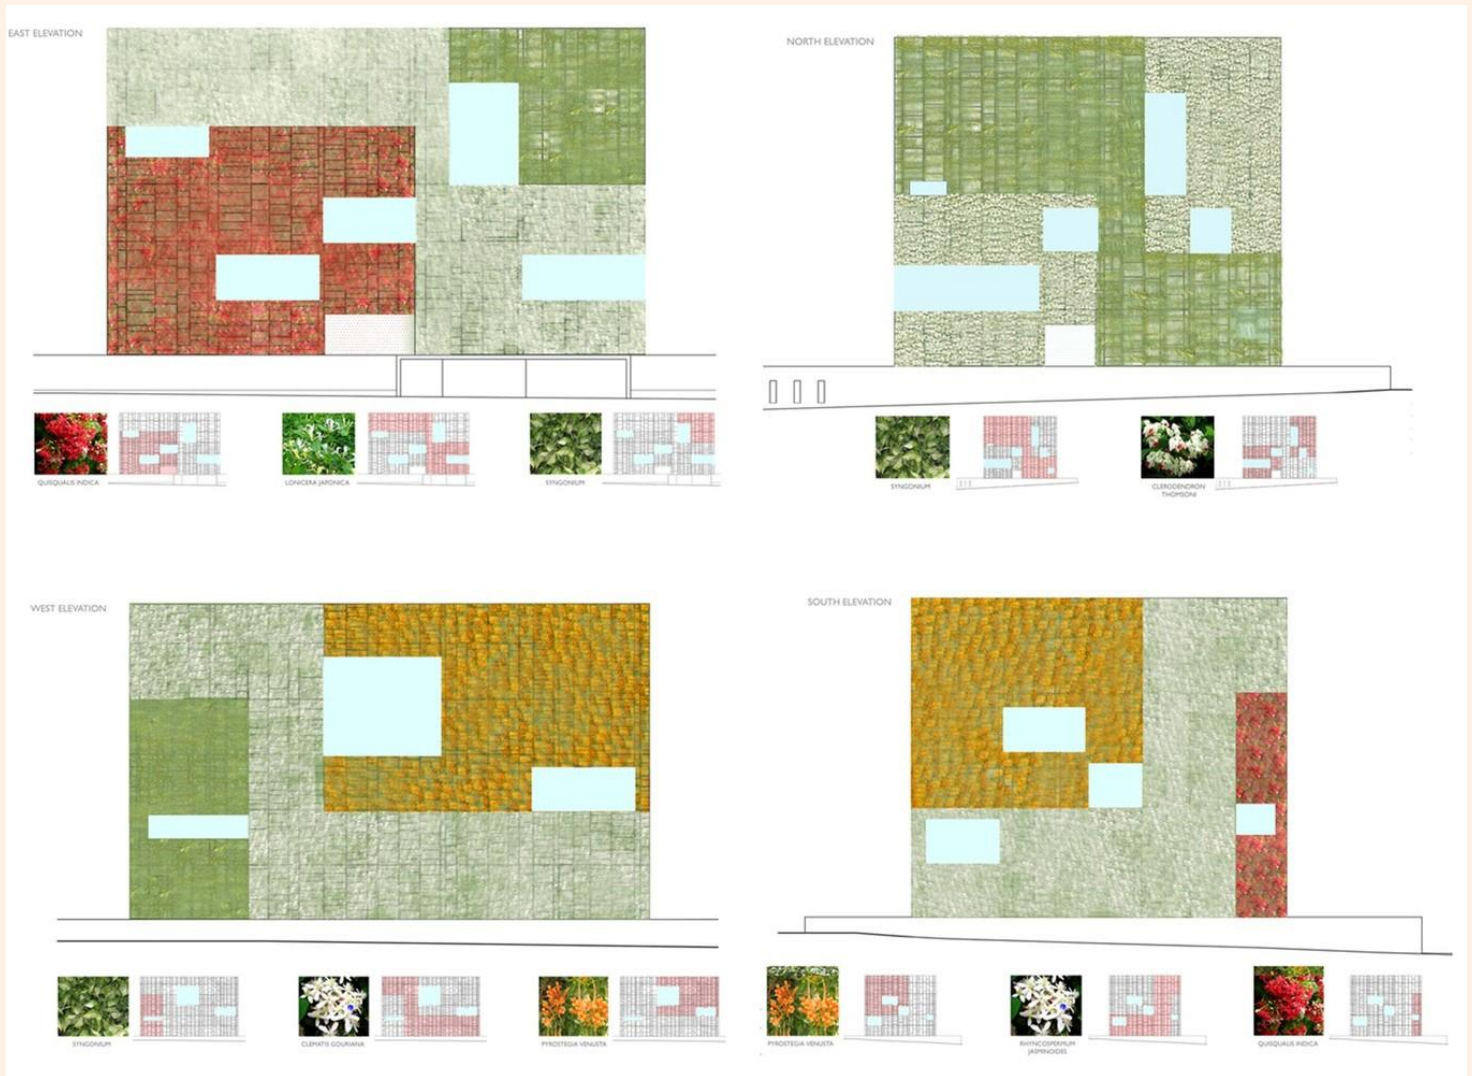 EAST ELEVATION
NORTH ELEVATION
QUISQUALIS INDICA
LONICERA JAPONICA
SYNGONIUM
SYNGONIUM
CLERODENDRON
THOMSONI
WEST ELEVATION
SOUTH ELEVATION
SYNGONIUM
CLEMATIS GOURIANA
PYROSTEGIA VENUSTA
PYROSTEGIA VENUSTA
RHYNCOSPERMUM
JASMINOIDES
QUISQUALIS INDICA